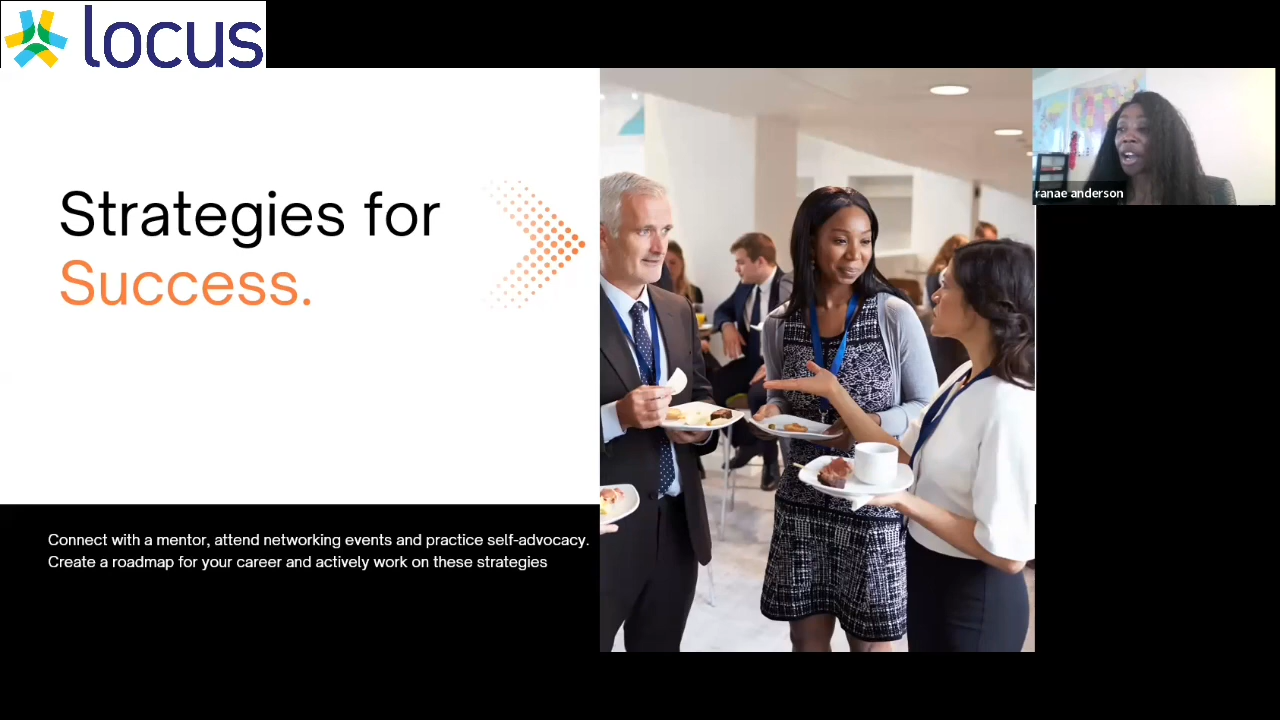 locus
Strategies for
Success.
ranae anderson
Connect with a mentor, attend networking events and practice self-advocacy.
Create a roadmap for your career and actively work on these strategies